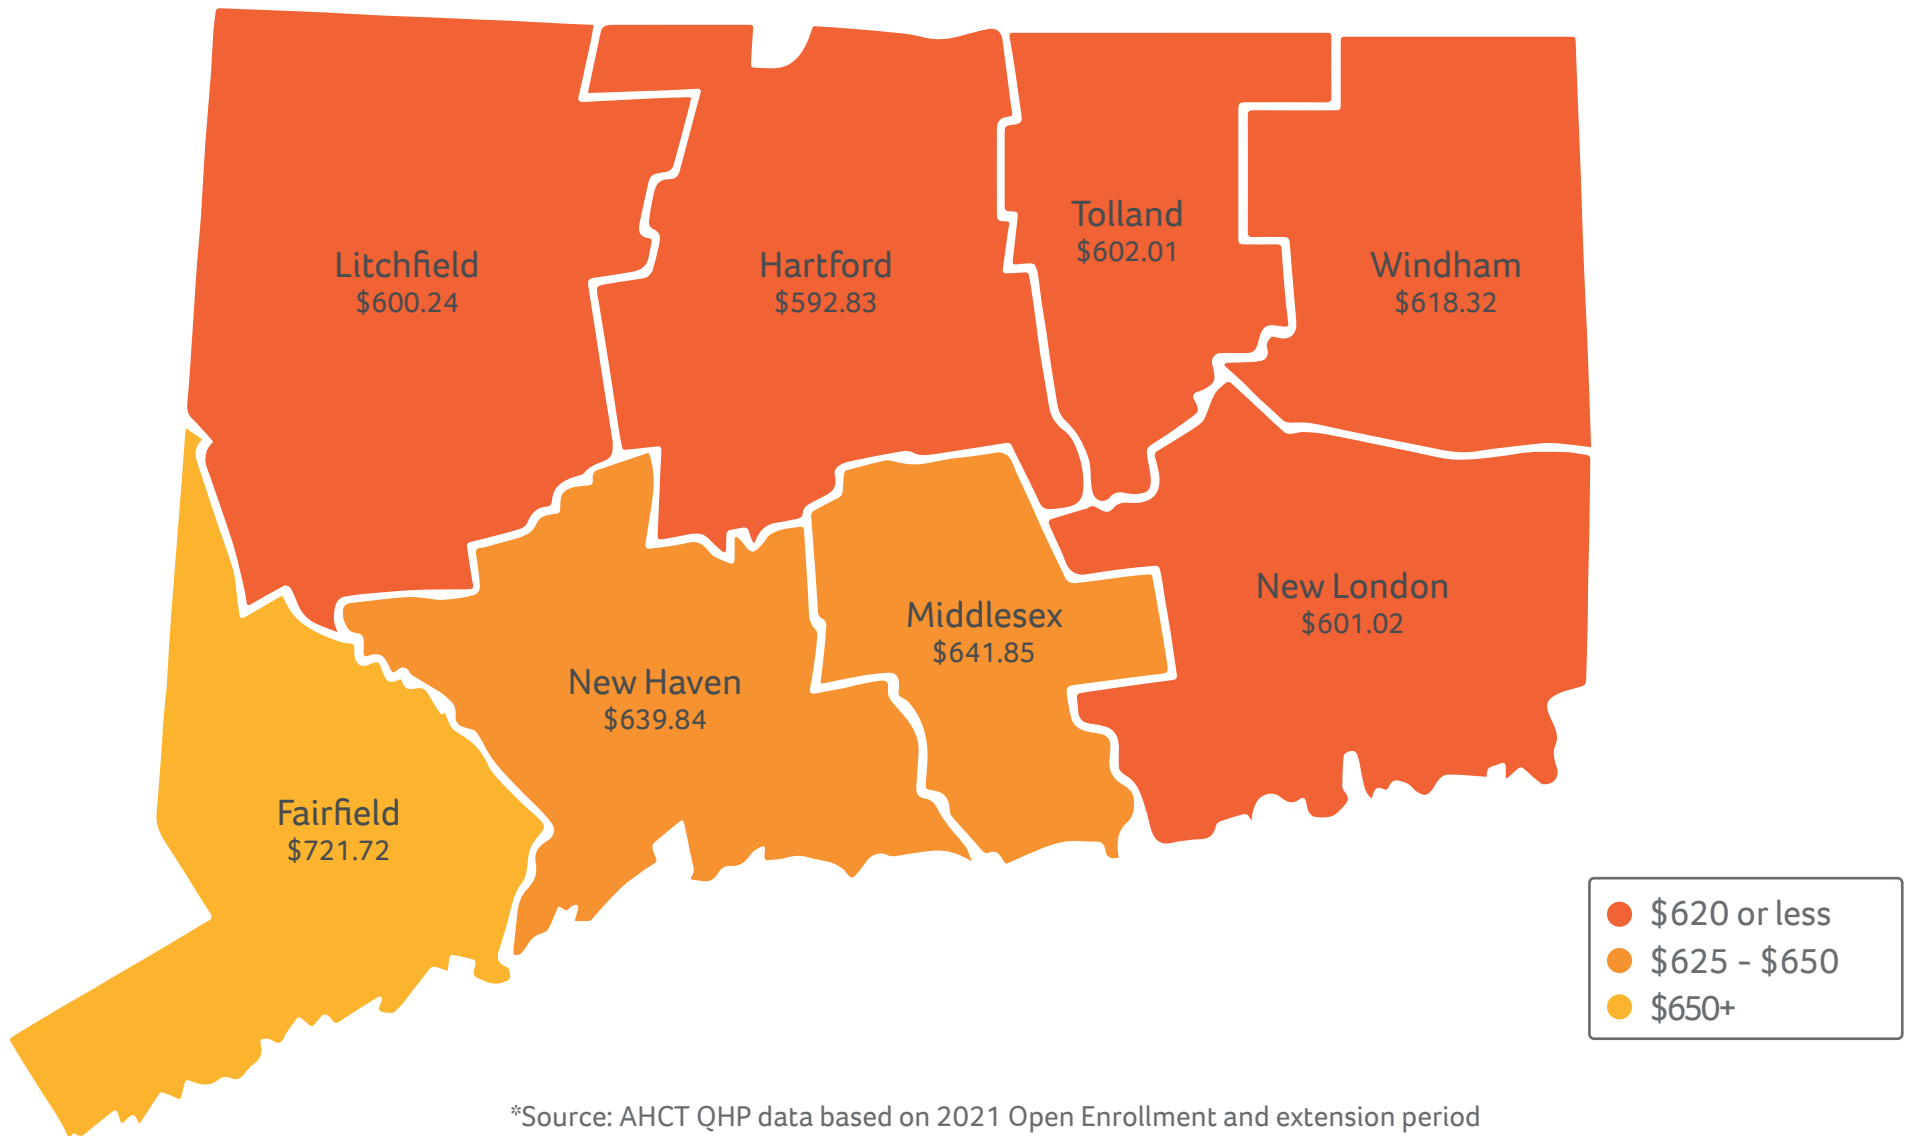 Litchfield
$600.24
Hartford
$592.83
Tolland
$602.01
Windham
$618.32
New London
$601.02
Middlesex
$641.85
New Haven
$639.84
Fairfield
$721.72
$620 or less
$625 - $650
$650+
*Source: AHCT QHP data based on 2021 Open Enrollment and extension period